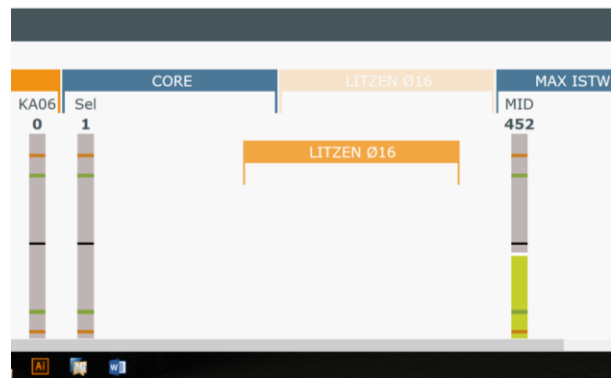 CORE LITZEN Ø16 MAX ISTW
KA06 Sel MID
0 1 452
LITZEN Ø16
Ai
W